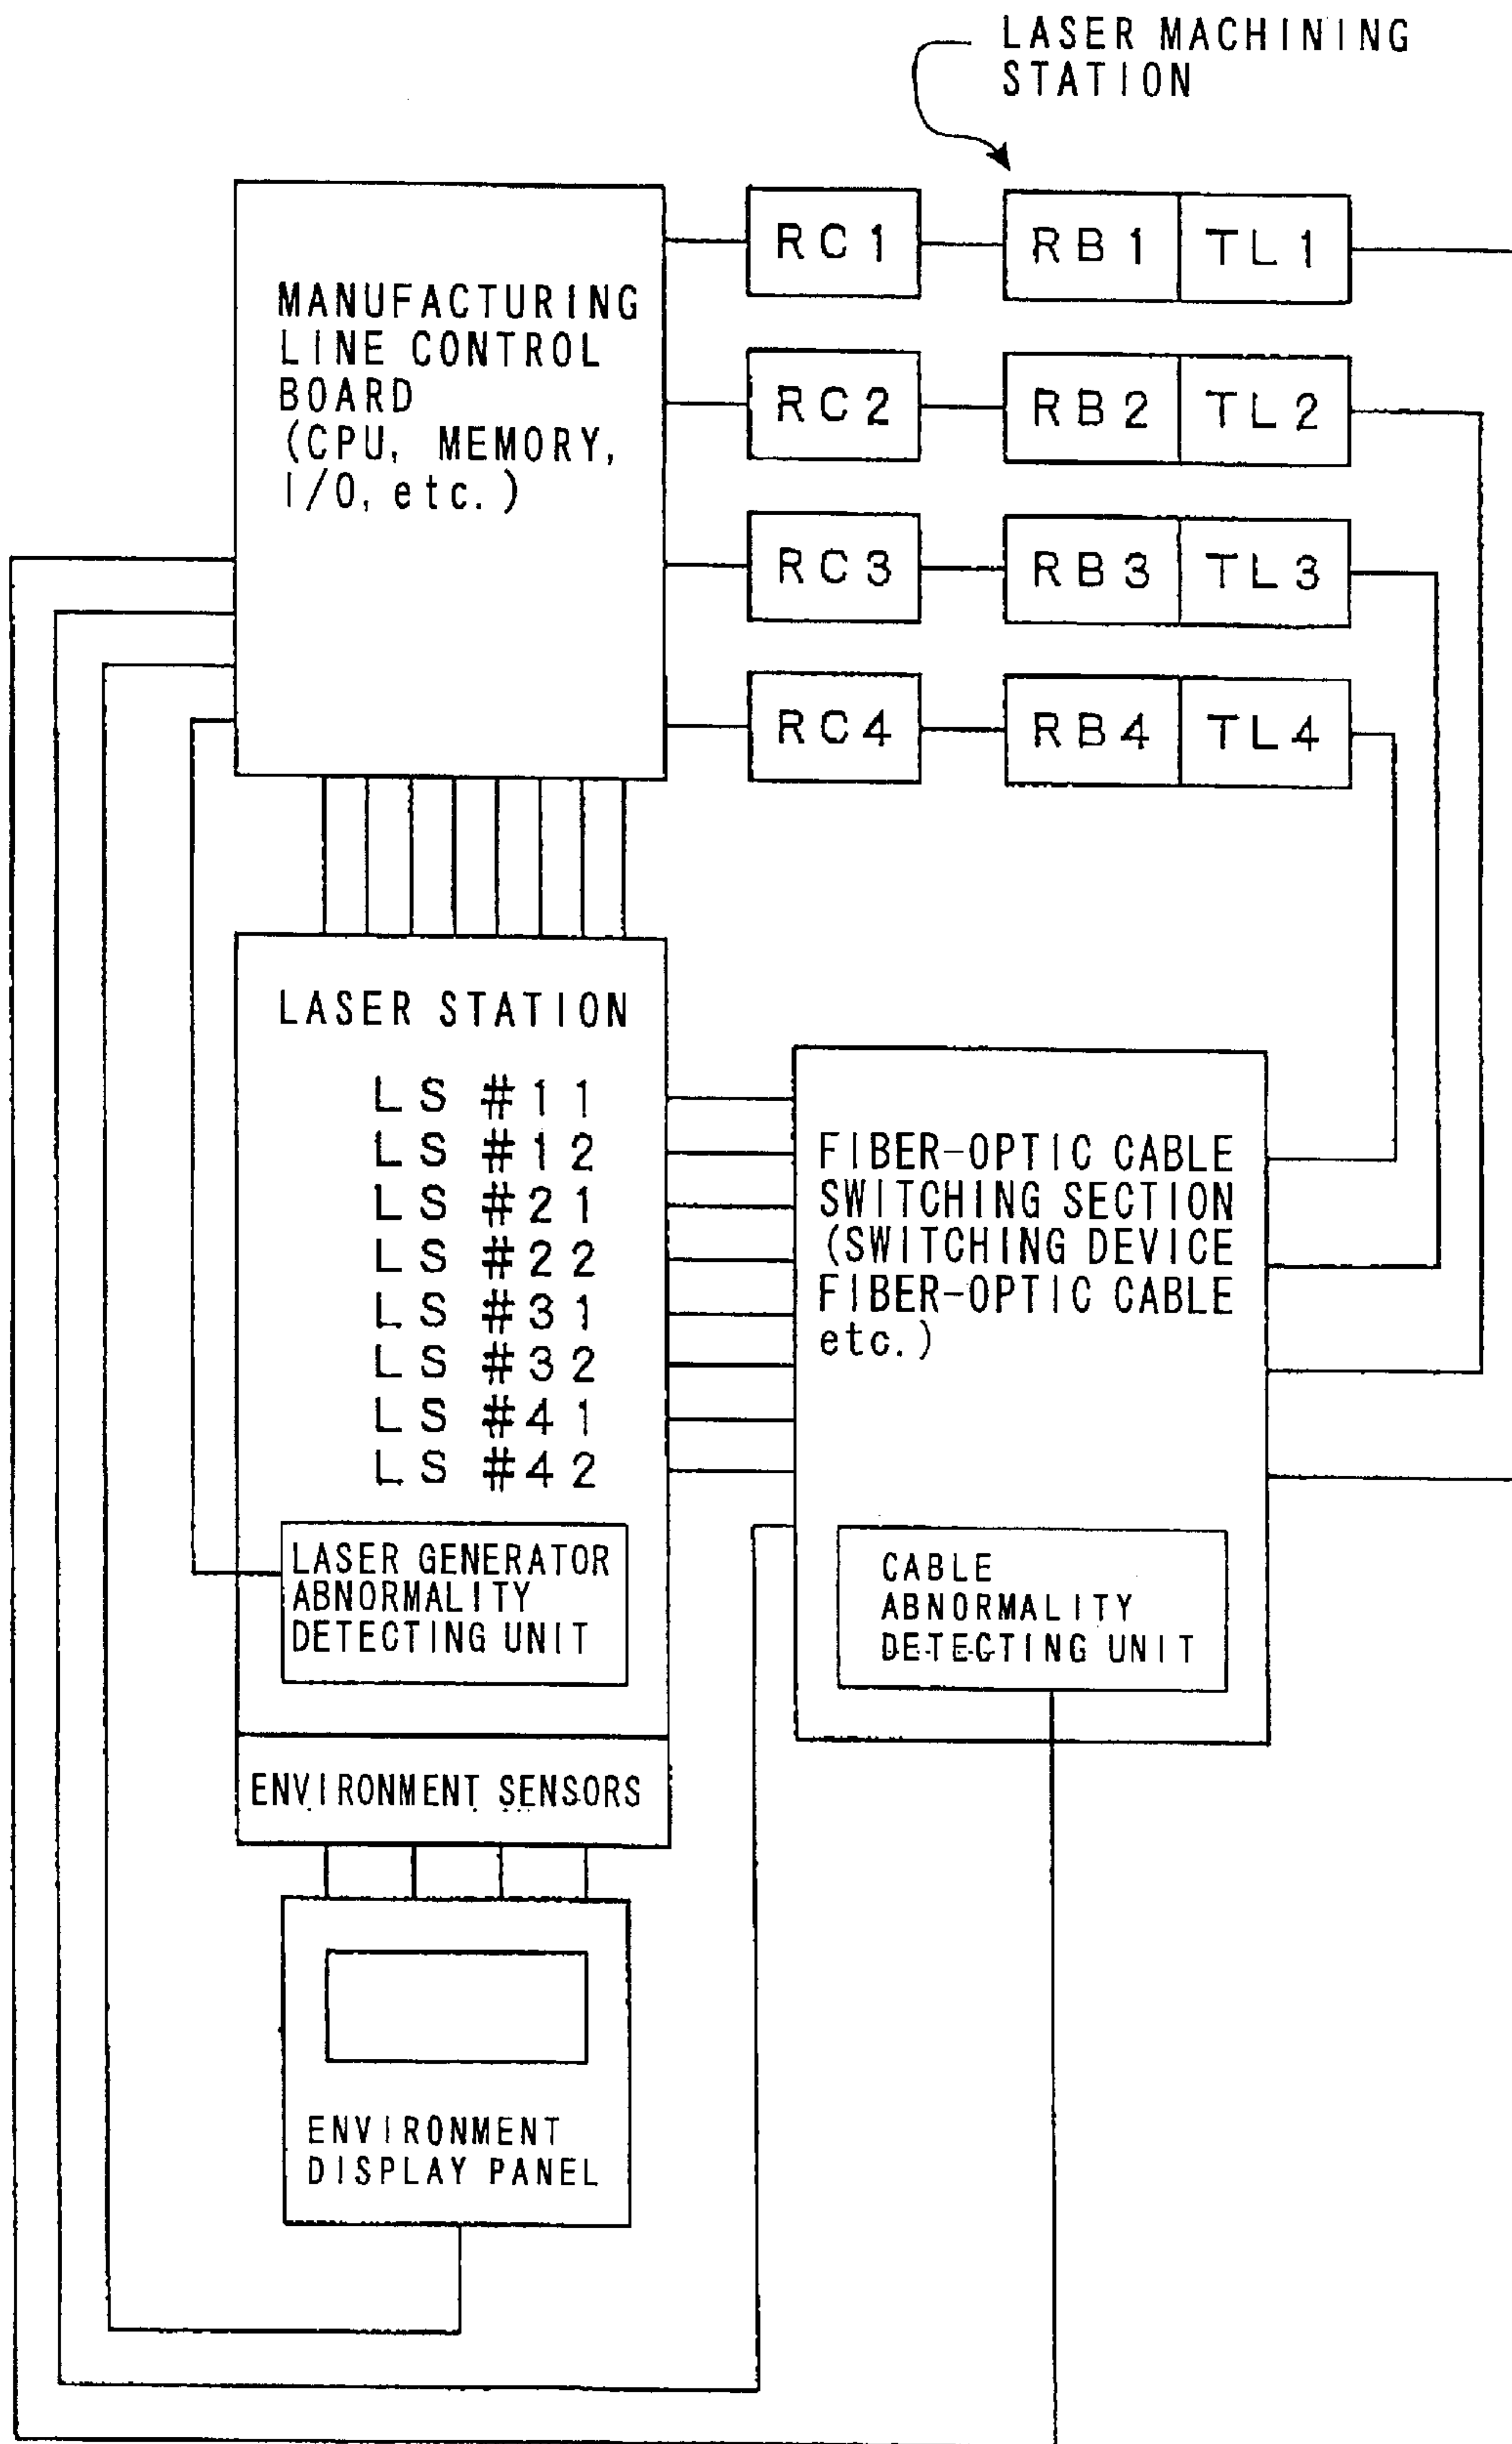 LASER MACHINING
STATION
MANUFACTURING
LINE CONTROL
BOARD
(CPU, MEMORY,
I/O, etc.)
RC1
RB1
TL1
RC2
RB2
TL2
RC3
RB3
TL3
RC4
RB4
TL4
LASER STATION
LS #11
LS #12
LS #21
LS #22
LS #31
LS #32
LS #41
LS #42
LASER GENERATOR
ABNORMALITY
DETECTING UNIT
FIBER-OPTIC CABLE
SWITCHING SECTION
(SWITCHING DEVICE
FIBER-OPTIC CABLE
etc.)
CABLE
ABNORMALITY
DETECTING UNIT
ENVIRONMENT SENSORS
ENVIRONMENT
DISPLAY PANEL